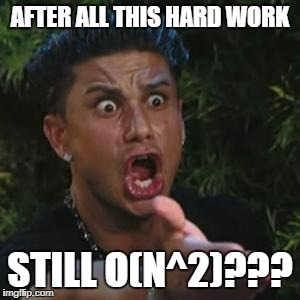 AFTER ALL THIS HARD WORK
STILL O(N^2)???
imgflip.com